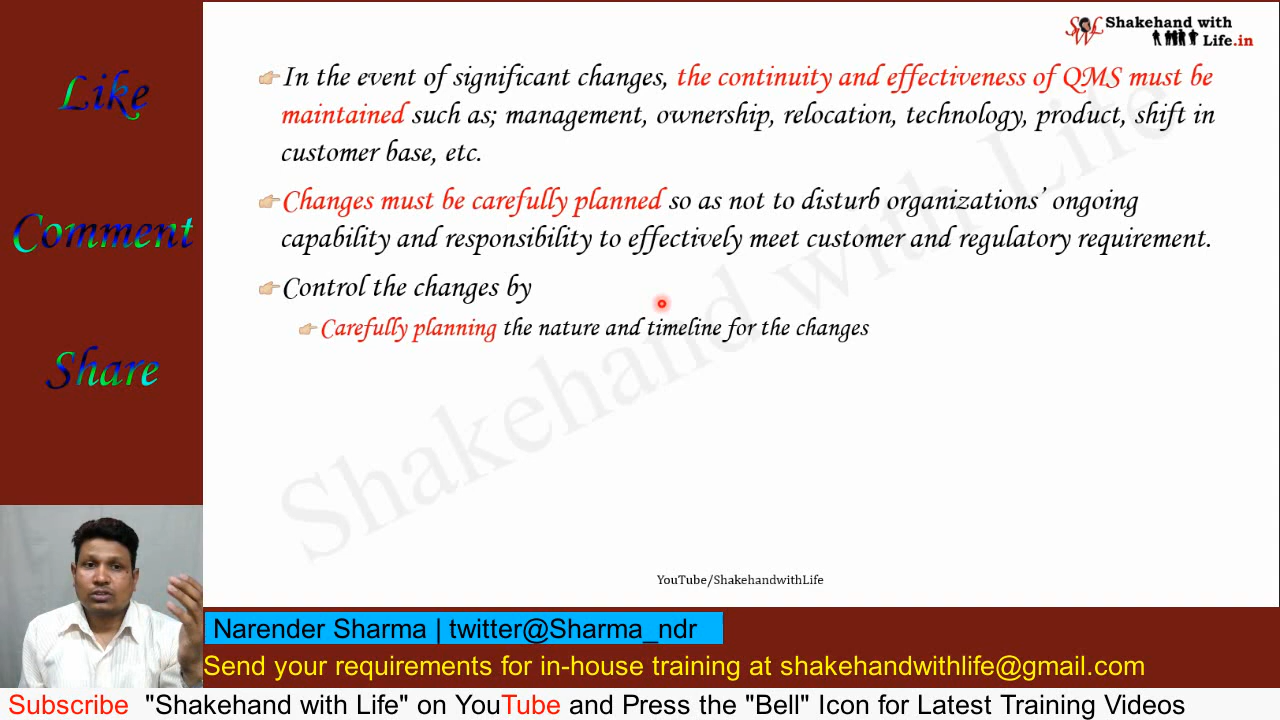 Shakehand with
Life.in
SWL
Like
Comment
Share
In the event of significant changes, the continuity and effectiveness of QMS must be
maintained such as; management, ownership, relocation, technology, product, shift in
customer base, etc.
Changes must be carefully planned so as not to disturb organizations’ ongoing
capability and responsibility to effectively meet customer and regulatory requirement.
Control the changes by
Carefully planning the nature and timeline for the changes
Shakehand with Life
YouTube/ShakehandwithLife
Narender Sharma | twitter@Sharma_ndr
Send your requirements for in-house training at shakehandwithlife@gmail.com
Subscribe "Shakehand with Life" on YouTube and Press the "Bell" Icon for Latest Training Videos